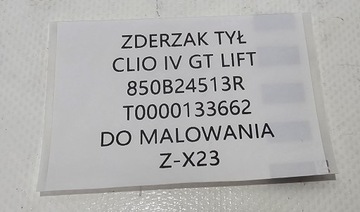 ZDERZAK TYŁ
CLIO IV GT LIFT
850B24513R
T0000133662
DO MALOWANIA
Z-X23